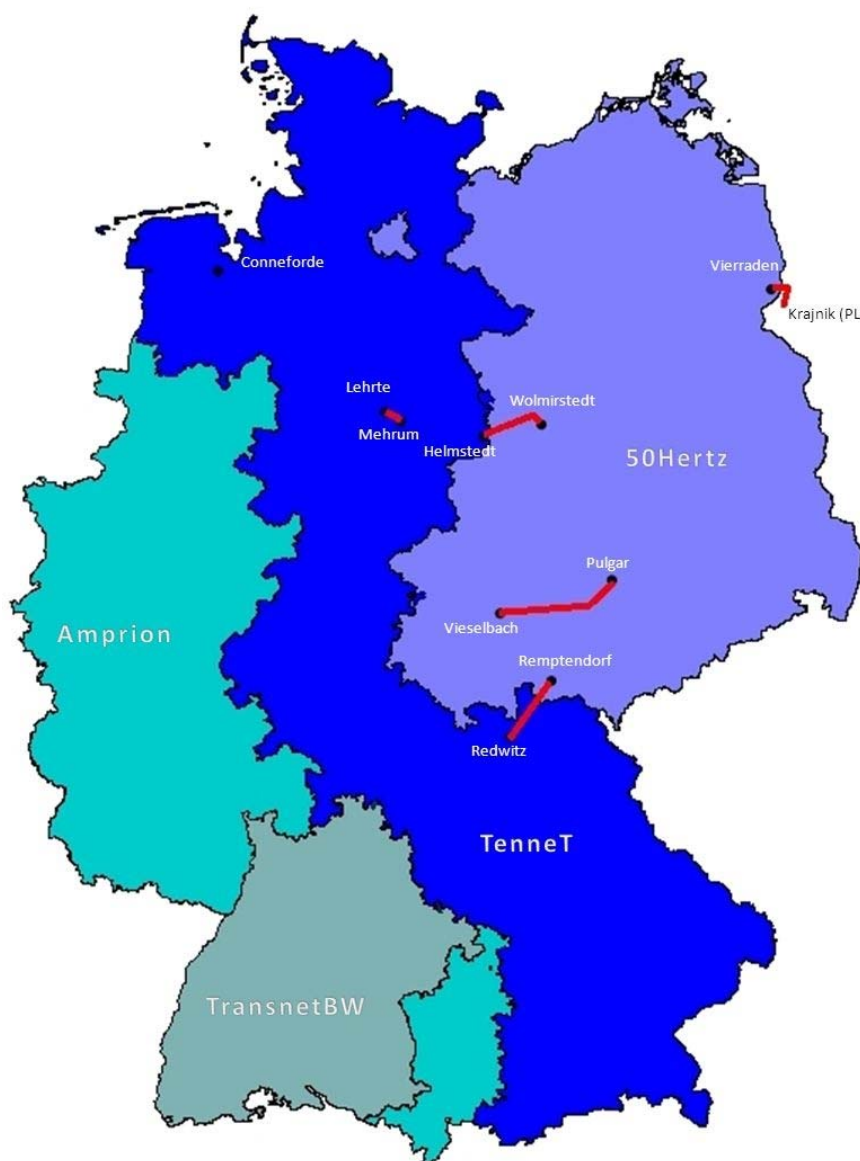 Conneforde
Vierraden
Krajnik (PL
Lehrte
Wolmirstedt
Mehrum
Helmstedt
50Hertz
Pulgar
Vieselbach
Amprion
Remptendorf
Redwitz
TenneT
TransnetBW